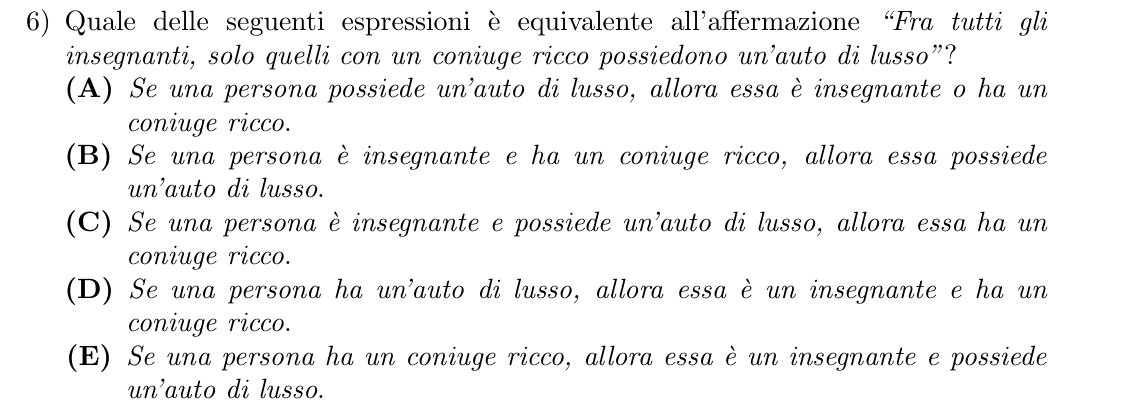 6) Quale delle seguenti espressioni è equivalente all'affermazione "Fra tutti gli
insegnanti, solo quelli con un coniuge ricco possiedono un'auto di lusso"?
(A) Se una persona possiede un'auto di lusso, allora essa è insegnante o ha un
coniuge ricco.
(B) Se una persona è insegnante e ha un coniuge ricco, allora essa possiede
un'auto di lusso.
(C) Se una persona è insegnante e possiede un'auto di lusso, allora essa ha un
coniuge ricco.
(D) Se una persona ha un'auto di lusso, allora essa è un insegnante e ha un
coniuge ricco.
(E) Se una persona ha un coniuge ricco, allora essa è un insegnante e possiede
un'auto di lusso.